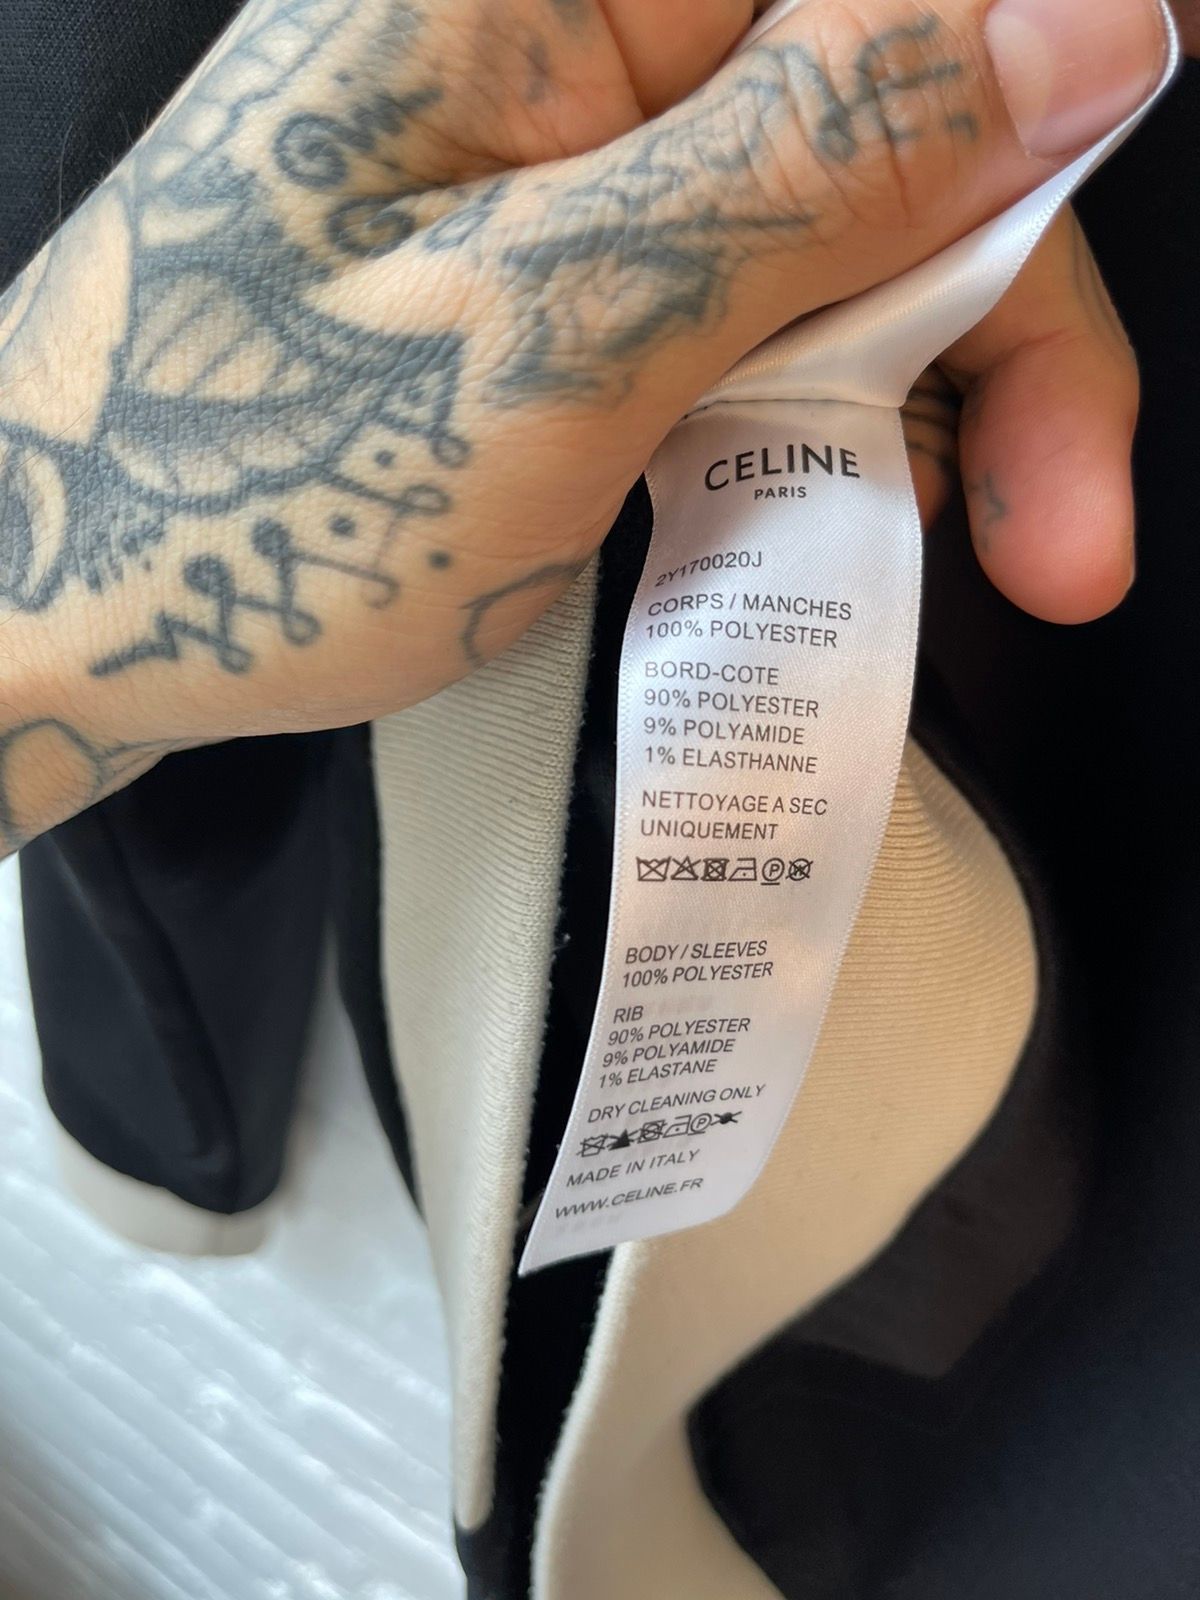 CELINE
PARIS
2Y170020J
CORPS / MANCHES
100% POLYESTER
BORD-COTE
90% POLYESTER
9% POLYAMIDE
1% ELASTHANNE
NETTOYAGE A SEC
UNIQUEMENT
BODY / SLEEVES
100% POLYESTER
RIB
90% POLYESTER
9% POLYAMIDE
1% ELASTANE
DRY CLEANING ONLY
MADE IN ITALY
WWW.CELINE.FR